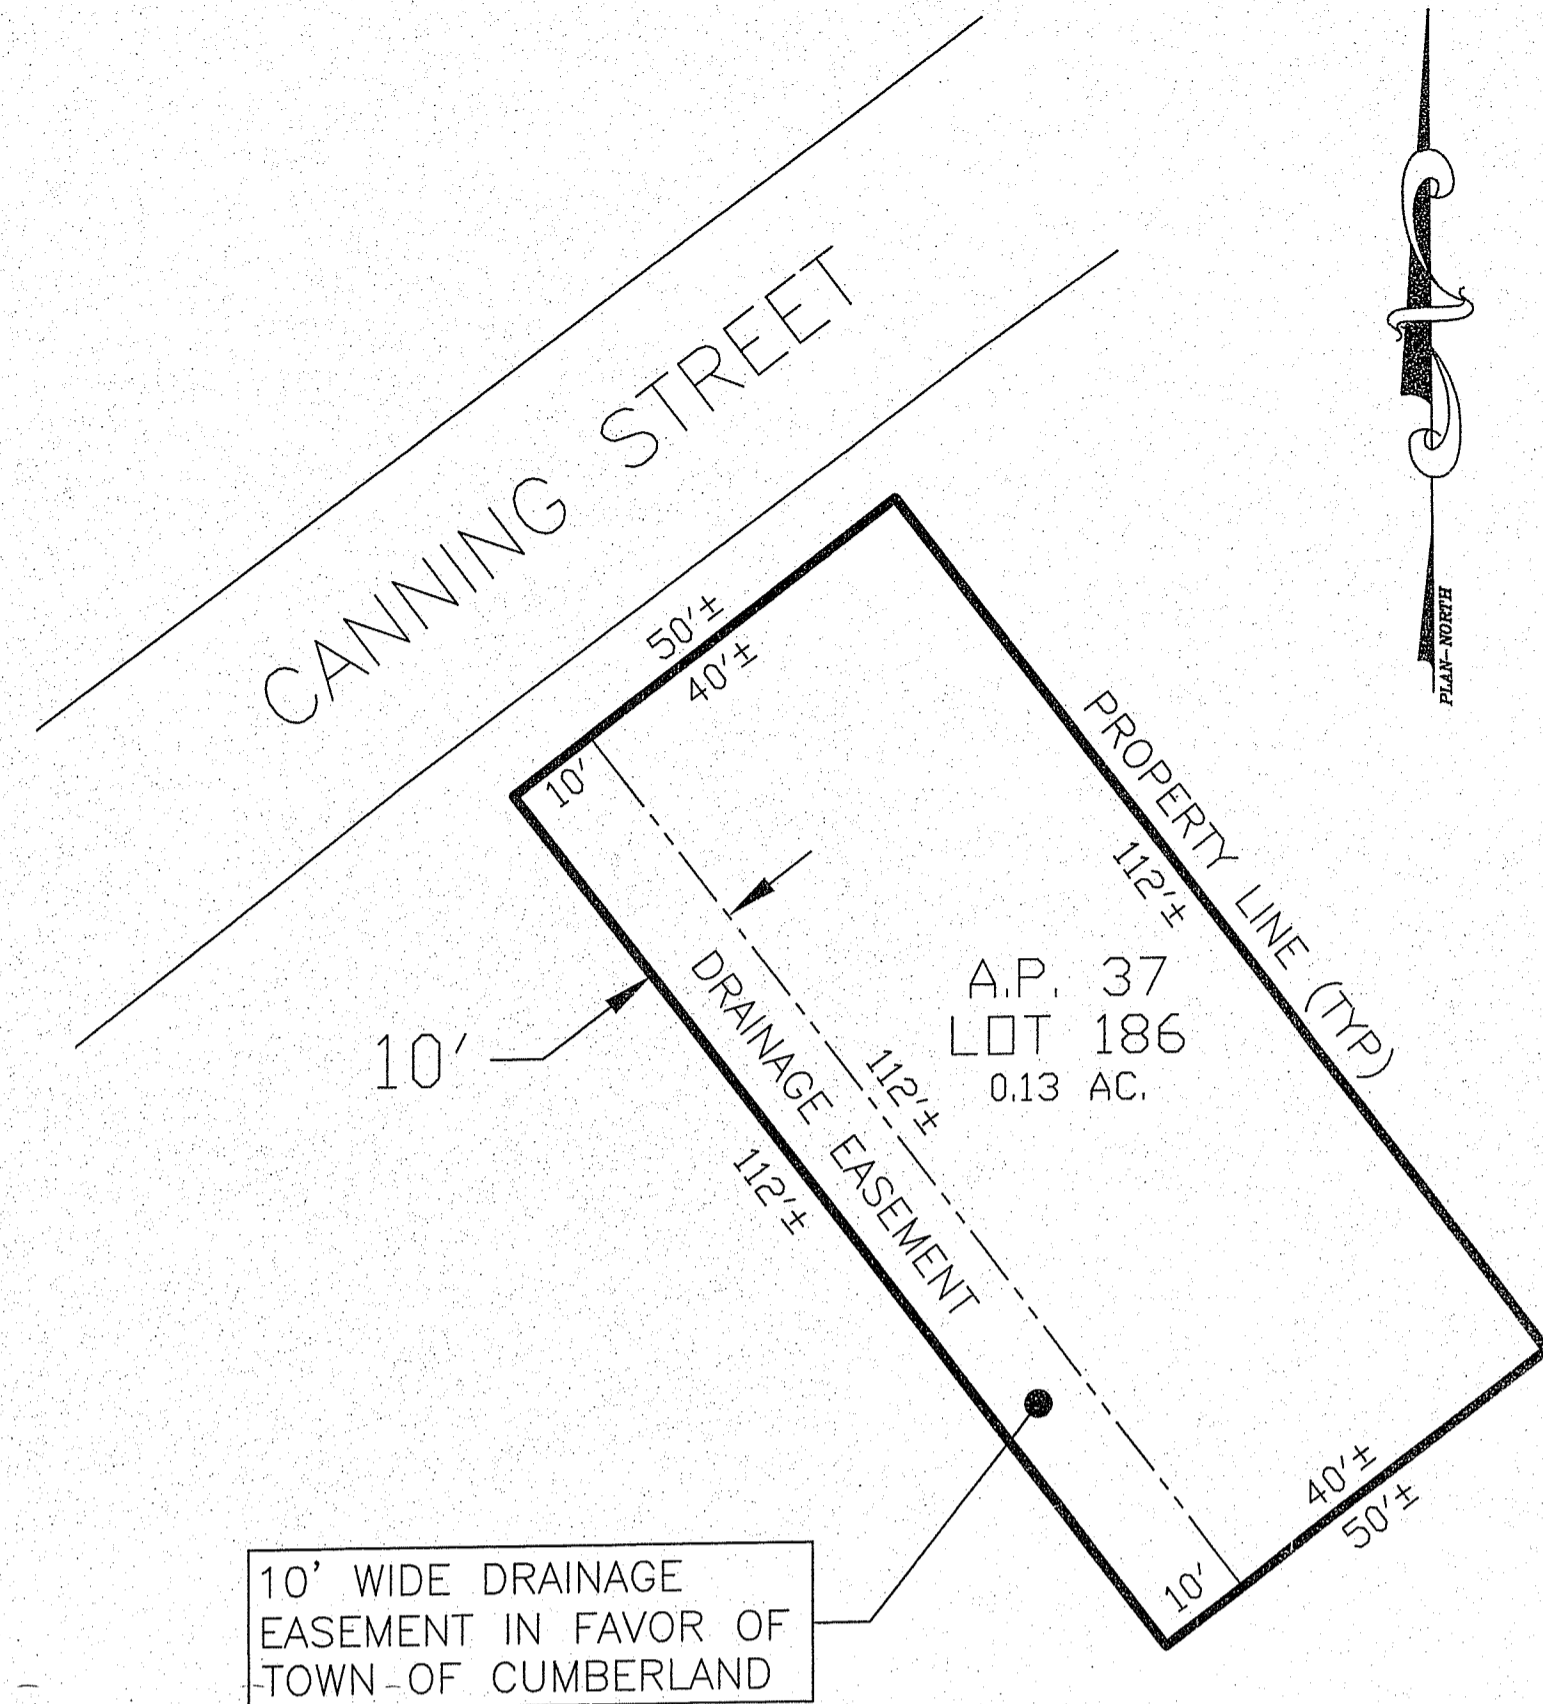 CANNING STREET
PLAN-NORTH
50'±
40'±
10'
PROPERTY LINE (TYP)
112'±
A.P. 37
LOT 186
0.13 AC.
10'
DRAINAGE EASEMENT
112'±
112'±
40'±
50'±
10'
10' WIDE DRAINAGE
EASEMENT IN FAVOR OF
TOWN OF CUMBERLAND